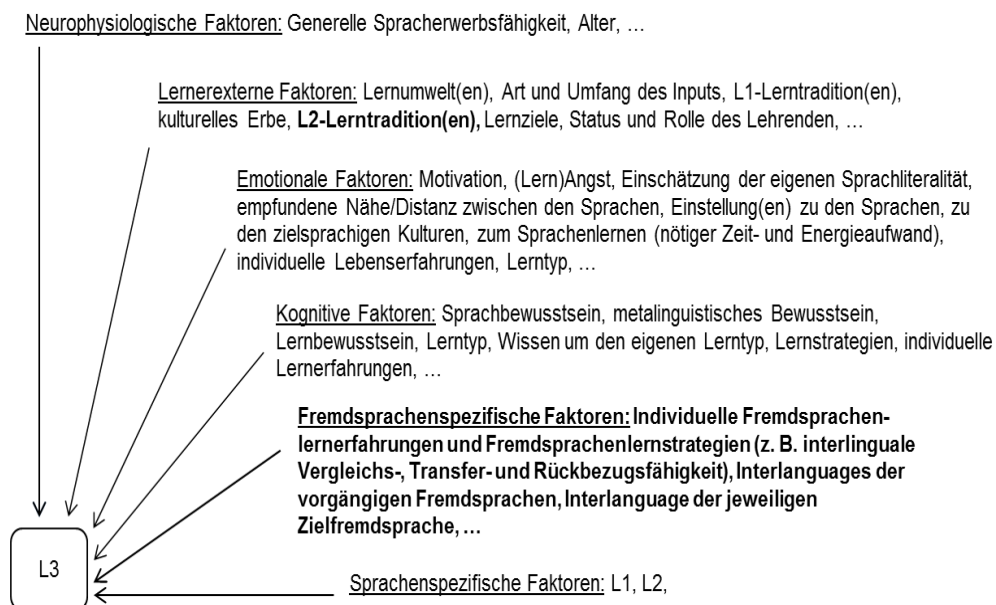 Neurophysiologische Faktoren: Generelle Spracherwerbsfähigkeit, Alter, …
Lernerexterne Faktoren: Lernumwelt(en), Art und Umfang des Inputs, L1-Lerntradition(en),
kulturelles Erbe, L2-Lerntradition(en), Lernziele, Status und Rolle des Lehrenden, …
Emotionale Faktoren: Motivation, (Lern)Angst, Einschätzung der eigenen Sprachliteralität,
empfundene Nähe/Distanz zwischen den Sprachen, Einstellung(en) zu den Sprachen, zu
den zielsprachigen Kulturen, zum Sprachenlernen (nötiger Zeit- und Energieaufwand),
individuelle Lebenserfahrungen, Lerntyp, …
Kognitive Faktoren: Sprachbewusstsein, metalinguistisches Bewusstsein,
Lernbewusstsein, Lerntyp, Wissen um den eigenen Lerntyp, Lernstrategien, individuelle
Lernerfahrungen, …
Fremdsprachenspezifische Faktoren: Individuelle Fremdsprachen-
lernerfahrungen und Fremdsprachenlernstrategien (z. B. interlinguale
Vergleichs-, Transfer- und Rückbezugsfähigkeit), Interlanguages der
vorgängigen Fremdsprachen, Interlanguage der jeweiligen
Zielfremdsprache, …
L3
Sprachenspezifische Faktoren: L1, L2,